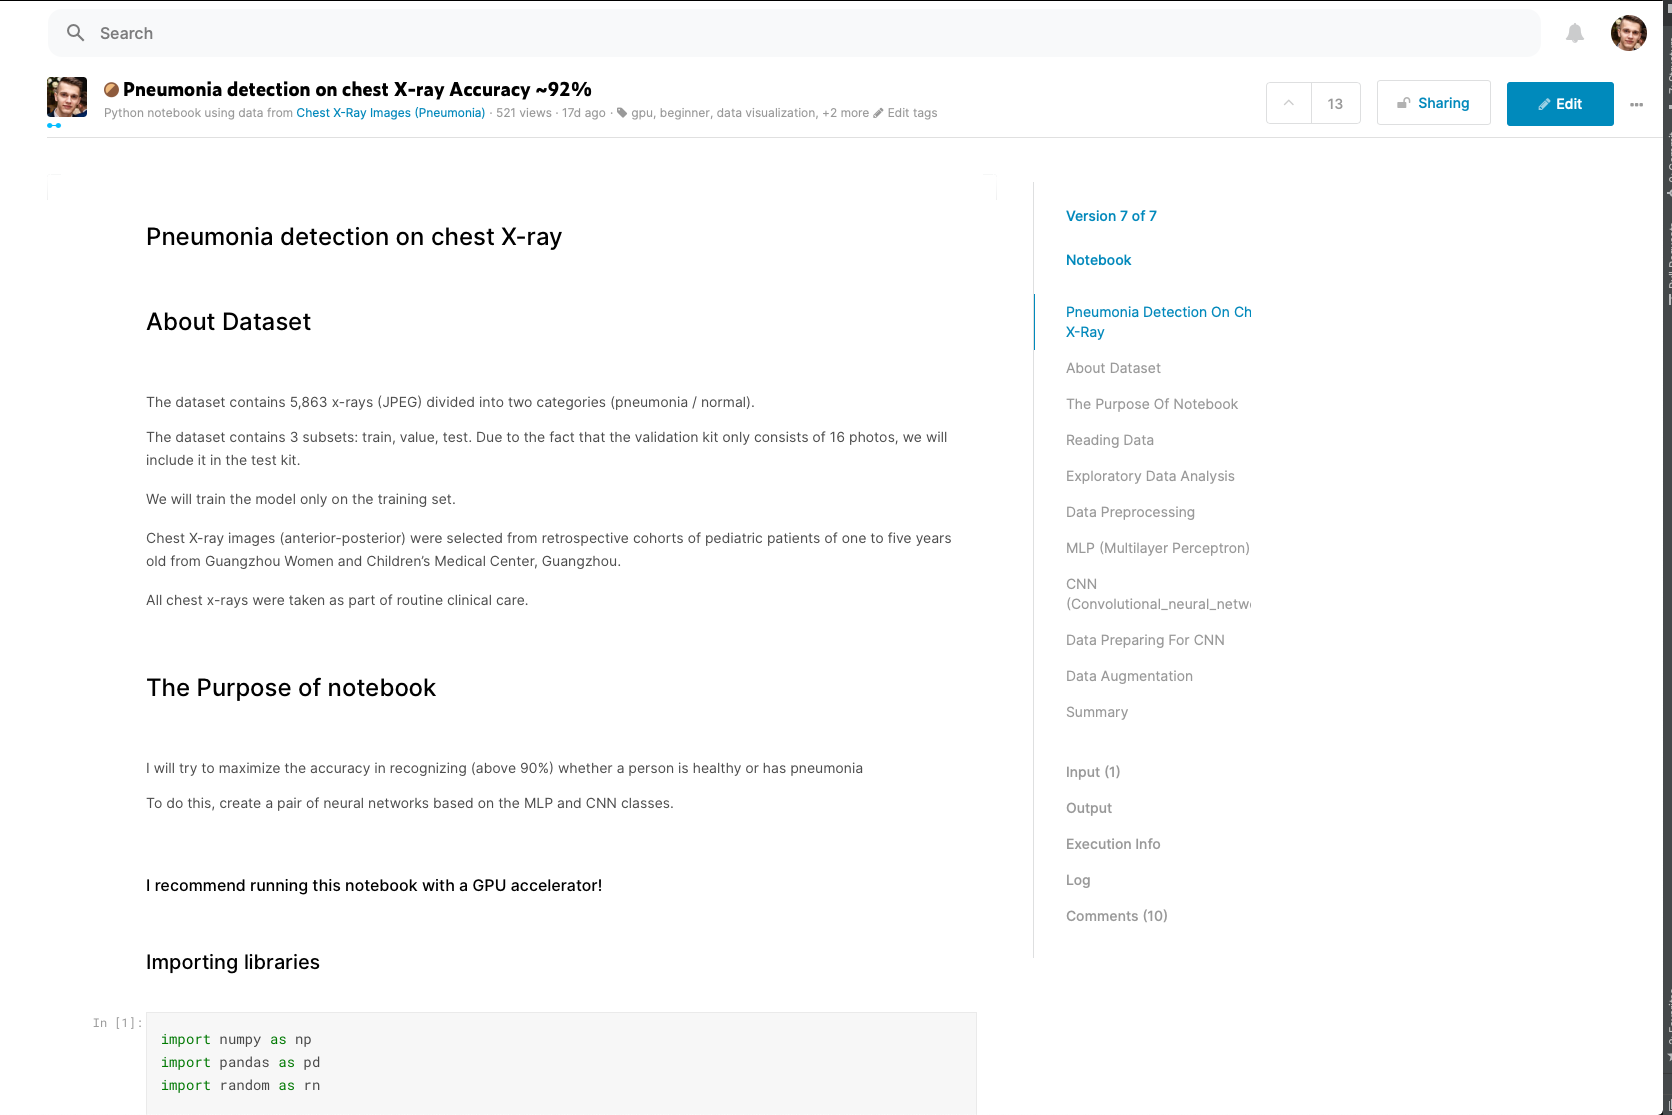 Search
Pneumonia detection on chest X-ray Accuracy ~92%
Python notebook using data from Chest X-Ray Images (Pneumonia) · 521 views · 17d ago · gpu, beginner, data visualization, +2 more Edit tags
13
Sharing
Edit
Pneumonia detection on chest X-ray
About Dataset
The dataset contains 5,863 x-rays (JPEG) divided into two categories (pneumonia / normal).
The dataset contains 3 subsets: train, value, test. Due to the fact that the validation kit only consists of 16 photos, we will
include it in the test kit.
We will train the model only on the training set.
Chest X-ray images (anterior-posterior) were selected from retrospective cohorts of pediatric patients of one to five years
old from Guangzhou Women and Children’s Medical Center, Guangzhou.
All chest x-rays were taken as part of routine clinical care.
The Purpose of notebook
I will try to maximize the accuracy in recognizing (above 90%) whether a person is healthy or has pneumonia
To do this, create a pair of neural networks based on the MLP and CNN classes.
I recommend running this notebook with a GPU accelerator!
Importing libraries
In [1]:
import numpy as np
import pandas as pd
import random as rn
Version 7 of 7
Notebook
Pneumonia Detection On Ch
X-Ray
About Dataset
The Purpose Of Notebook
Reading Data
Exploratory Data Analysis
Data Preprocessing
MLP (Multilayer Perceptron)
CNN
(Convolutional_neural_netw
Data Preparing For CNN
Data Augmentation
Summary
Input (1)
Output
Execution Info
Log
Comments (10)